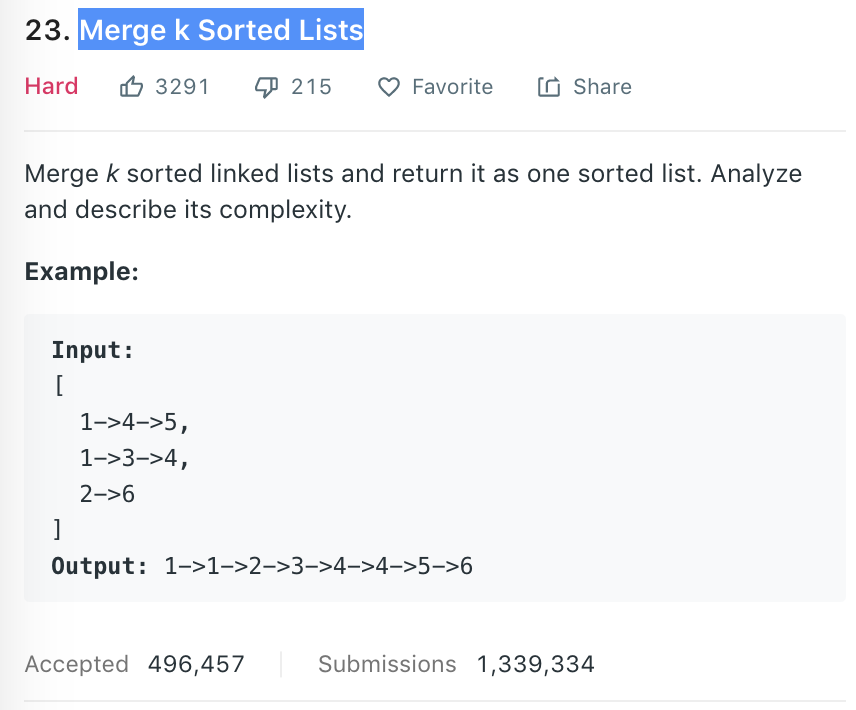 23. Merge k Sorted Lists
Hard 3291 215 Favorite Share
Merge k sorted linked lists and return it as one sorted list. Analyze
and describe its complexity.
Example:
Input:
[
1->4->5,
1->3->4,
2->6
]
Output: 1->1->2->3->4->4->5->6
Accepted 496,457 Submissions 1,339,334